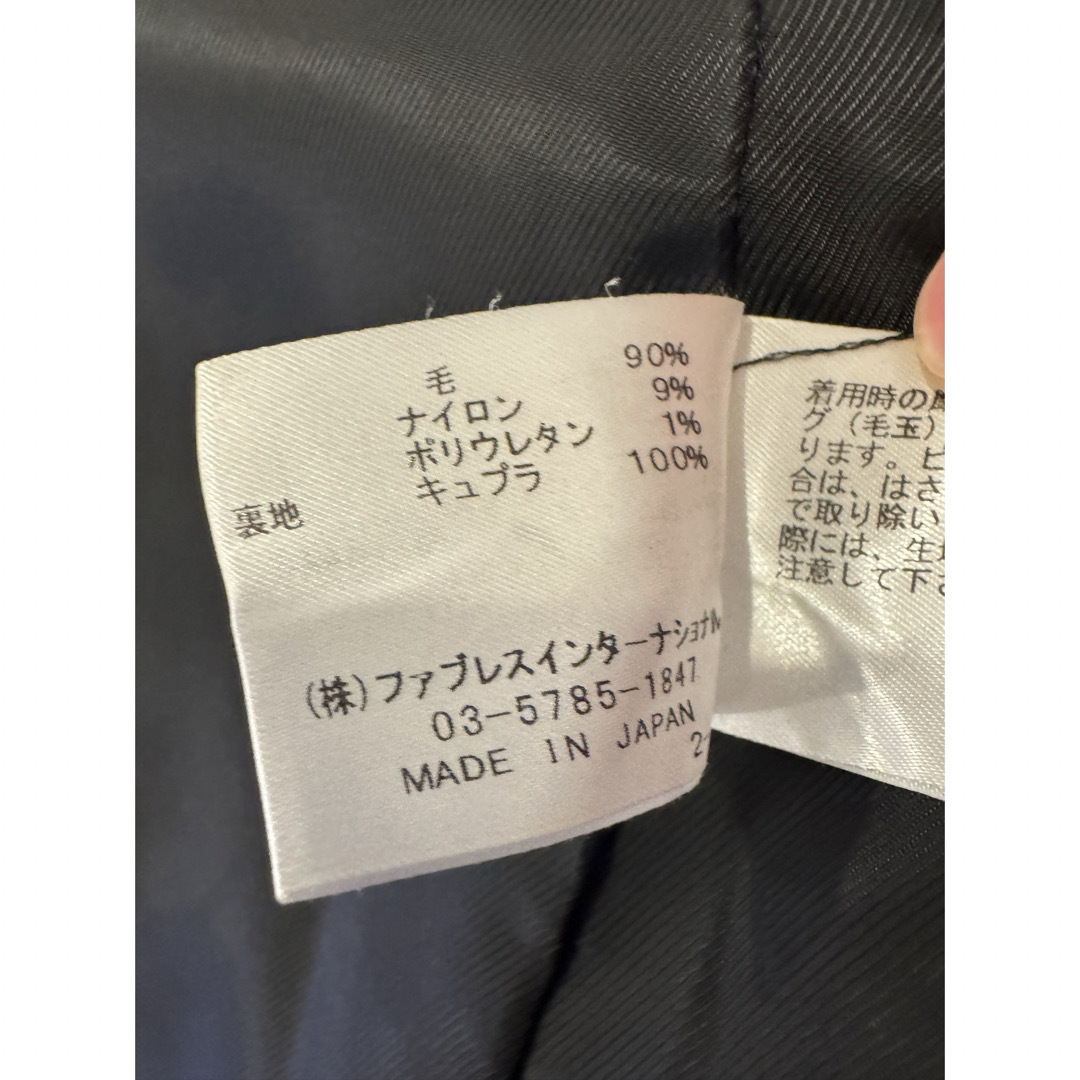 毛 90%
ナイロン 9%
ポリウレタン 1%
裏地 キュプラ 100%
(株)ファブレスインターナショナル
03-5785-1847
MADE IN JAPAN
2-
着用時の
グ(毛玉)
ります。ピ
合は、はさ
で取り除い
際には、生地
注意して下さ